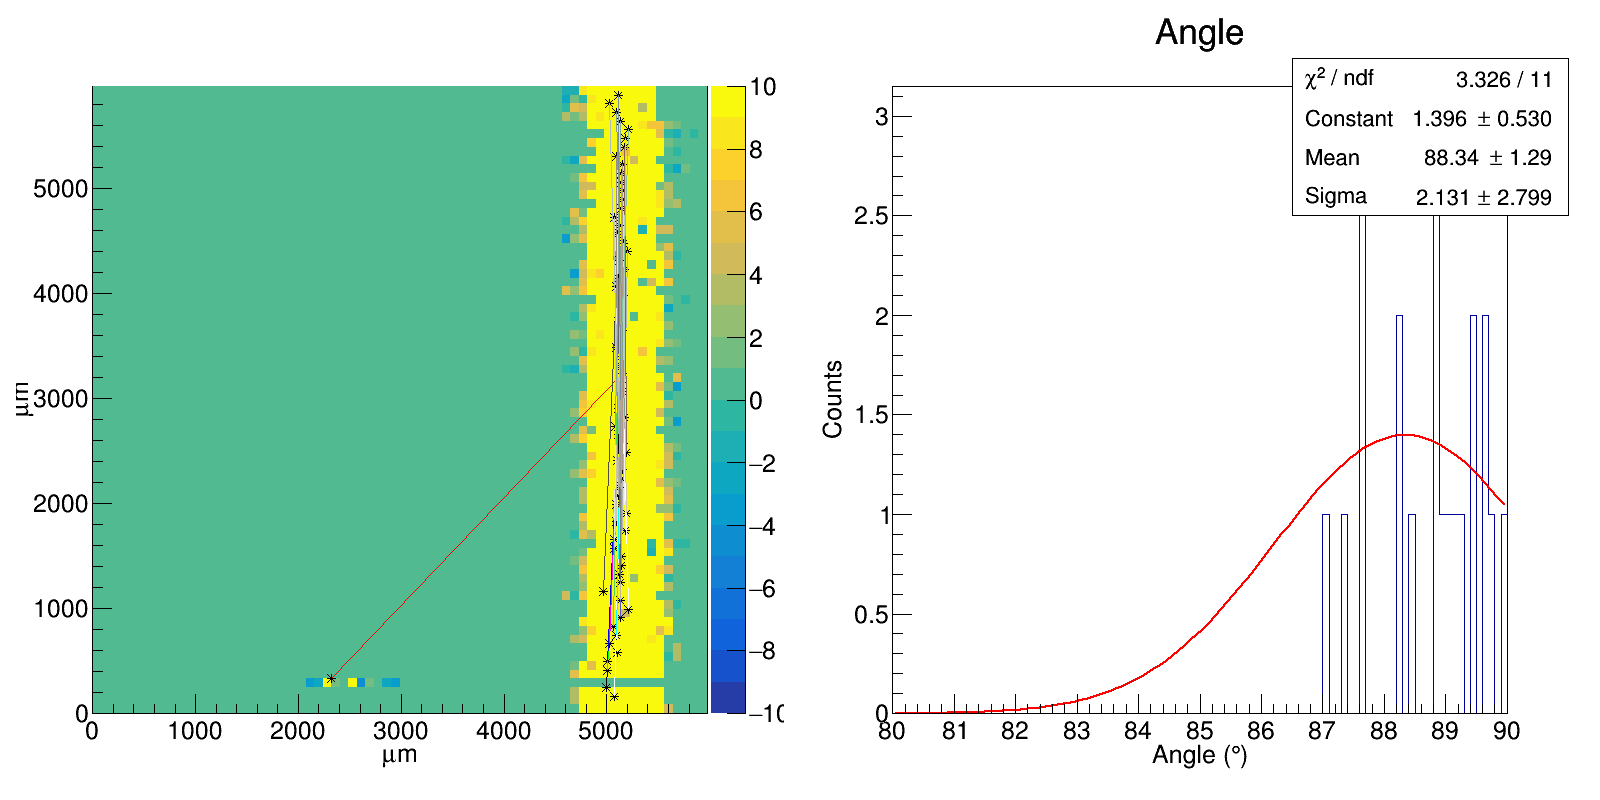 Angle
χ² / ndf 3.326 / 11
Constant 1.396 ± 0.530
Mean 88.34 ± 1.29
Sigma 2.131 ± 2.799
5000
4000
3000
2000
1000
0
μm
0 1000 2000 3000 4000 5000
μm
10
8
6
4
2
0
−2
−4
−6
−8
−10
3
2.5
2
1.5
1
0.5
0
Counts
80 81 82 83 84 85 86 87 88 89 90
Angle (°)